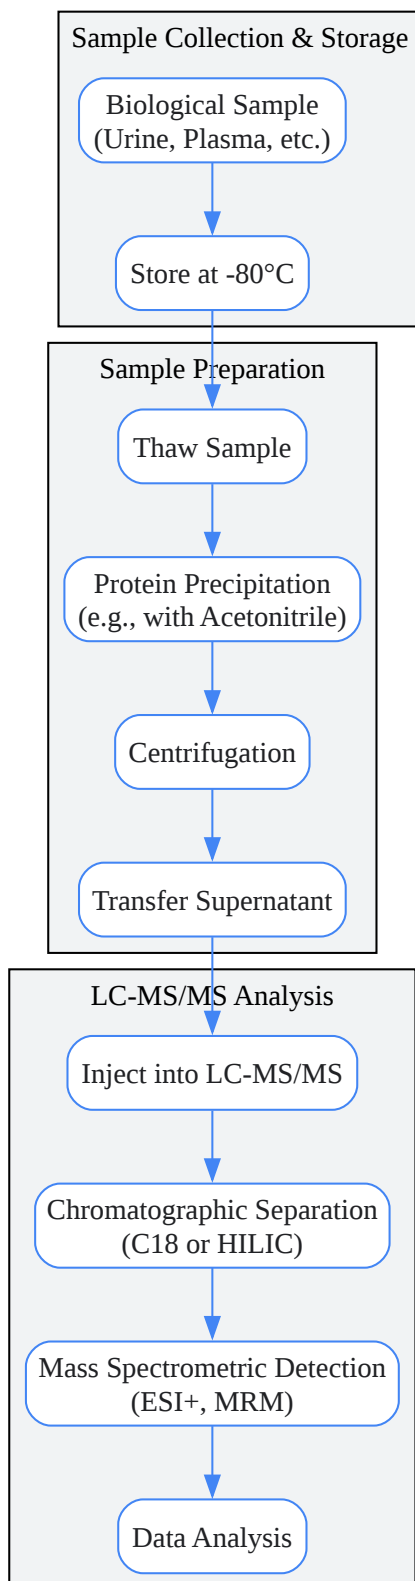 Sample Collection & Storage
Biological Sample
(Urine, Plasma, etc.)
Store at -80°C
Sample Preparation
Thaw Sample
Protein Precipitation
(e.g., with Acetonitrile)
Centrifugation
Transfer Supernatant
LC-MS/MS Analysis
Inject into LC-MS/MS
Chromatographic Separation
(C18 or HILIC)
Mass Spectrometric Detection
(ESI+, MRM)
Data Analysis